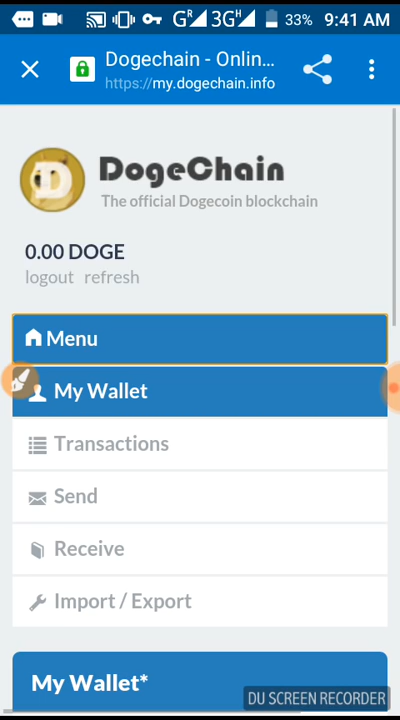 G R 3G H 33% 9:41 AM
Dogechain - Onlin...
https://my.dogechain.info
DogeChain
The official Dogecoin blockchain
0.00 DOGE
logout refresh
Menu
My Wallet
Transactions
Send
Receive
Import / Export
My Wallet*
DU SCREEN RECORDER